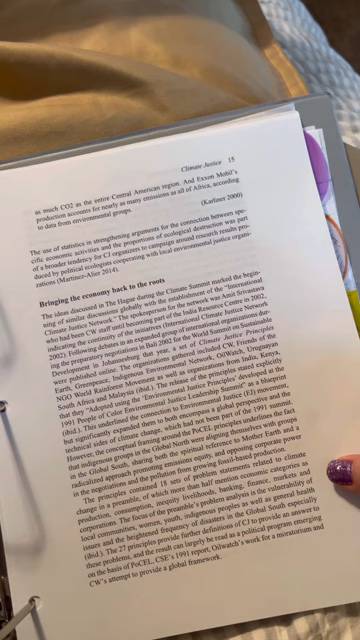 Climate Justice 15
as much CO2 as the entire Central American region. And Exxon Mobil's
production accounts for nearly as many emissions as all of Africa, according
to data from environmental groups.
(Karliner 2000)
The use of statistics in strengthening arguments for the connection between spe-
cific economic activities and the proportions of ecological destruction was part
of a broader tendency for CJ organizers to campaign around research results pro-
duced by political ecologists cooperating with local environmental justice organi-
zations (Martinez-Alier 2014).
Bringing the economy back to the roots
The ideas discussed in The Hague during the Climate Summit marked the begin-
ning of similar discussions globally with the establishment of the "International
Climate Justice Network." The spokesperson for the network was Amit Srivastava
who had been CW staff until becoming part of the India Resource Centre in 2002,
indicating the continuity of the initiatives (International Climate Justice Network
2002). Following debates in an expanded group of international organizations dur-
ing the preparatory negotiations in Bali 2002 for the World Summit on Sustainable
Development in Johannesburg that year, a set of Climate Justice Principles
were published online. The organizations gathered included CW, Friends of the
Earth, Greenpeace, Indigenous Environmental Network, OilWatch, Uruguayan
NGO World Rainforest Movement as well as organizations from India, Kenya,
South Africa and Malaysia (ibid.). The release of the principles stated explicitly
that they "Adopted using the 'Environmental Justice Principles' developed at the
1991 People of Color Environmental Justice Leadership Summit" as a blueprint
(ibid.). This underlined the connection to Environmental Justice (EJ) movement,
but significantly expanded them to both encompass a global perspective and the
technical sides of climate change, which had not been part of the 1991 summit.
However, the conceptual framing around the PoCEL principles underlines the fact
that indigenous groups in the Global North were aligning themselves with groups
in the Global South, sharing both the spiritual reference to Mother Earth and a
radicalized approach promoting emissions equity, and opposing corporate power
in the negotiations and the pollution from growing fossil-based production.
The principles contained 18 sets of problem statements related to climate
change in a preamble, of which more than half mention economic categories as
production, consumption, inequity livelihoods, banking, finance, markets and
corporations. The focus of the preamble's problem analysis is the vulnerability of
local communities, women, youth, indigenous peoples as well as general health
issues and the heightened frequency of disasters in the Global South especially
(ibid.). The 27 principles provide further definitions of CJ to provide an answer to
these problems, and the result can largely be read as a political program emerging
on the basis of PoCEL, CSE's 1991 report, Oilwatch's work for a moratorium and
CW's attempt to provide a global framework.